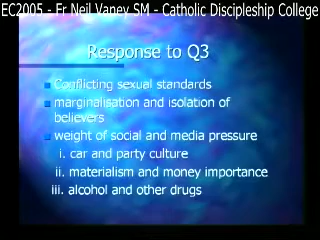 EC2005 - Fr Neil Vaney SM - Catholic Discipleship College
Response to Q3
Conflicting sexual standards
marginalisation and isolation of
believers
weight of social and media pressure
i. car and party culture
ii. materialism and money importance
iii. alcohol and other drugs